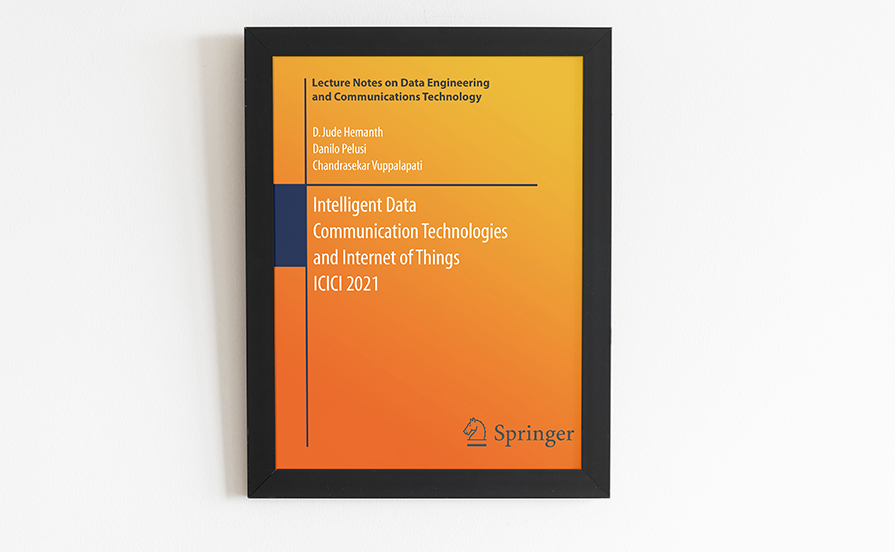 Lecture Notes on Data Engineering
and Communications Technology
D. Jude Hemanth
Danilo Pelusi
Chandrasekar Vuppalapati
Intelligent Data
Communication Technologies
and Internet of Things
ICICI 2021
Springer